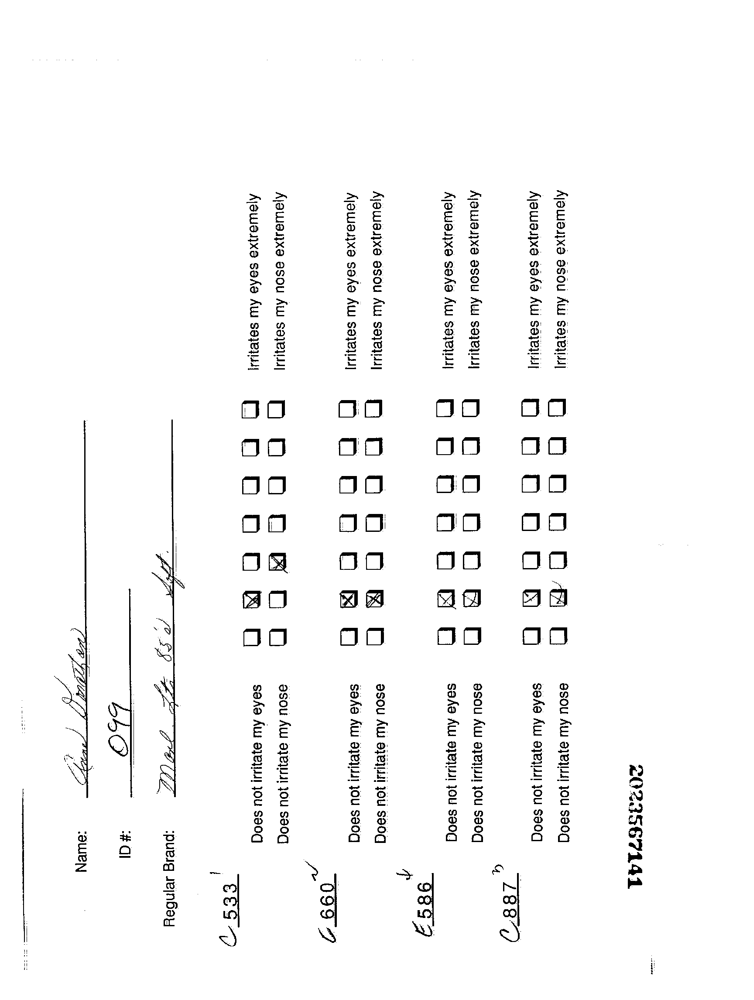 Name: Anne Donathan
ID #: 099
Regular Brand: Marl Lts 85's Sft.
C 533 1
Does not irritate my eyes Irritates my eyes extremely
Does not irritate my nose Irritates my nose extremely
660 2
Does not irritate my eyes Irritates my eyes extremely
Does not irritate my nose Irritates my nose extremely
E 586 4
Does not irritate my eyes Irritates my eyes extremely
Does not irritate my nose Irritates my nose extremely
C 887 3
Does not irritate my eyes Irritates my eyes extremely
Does not irritate my nose Irritates my nose extremely
2023567141